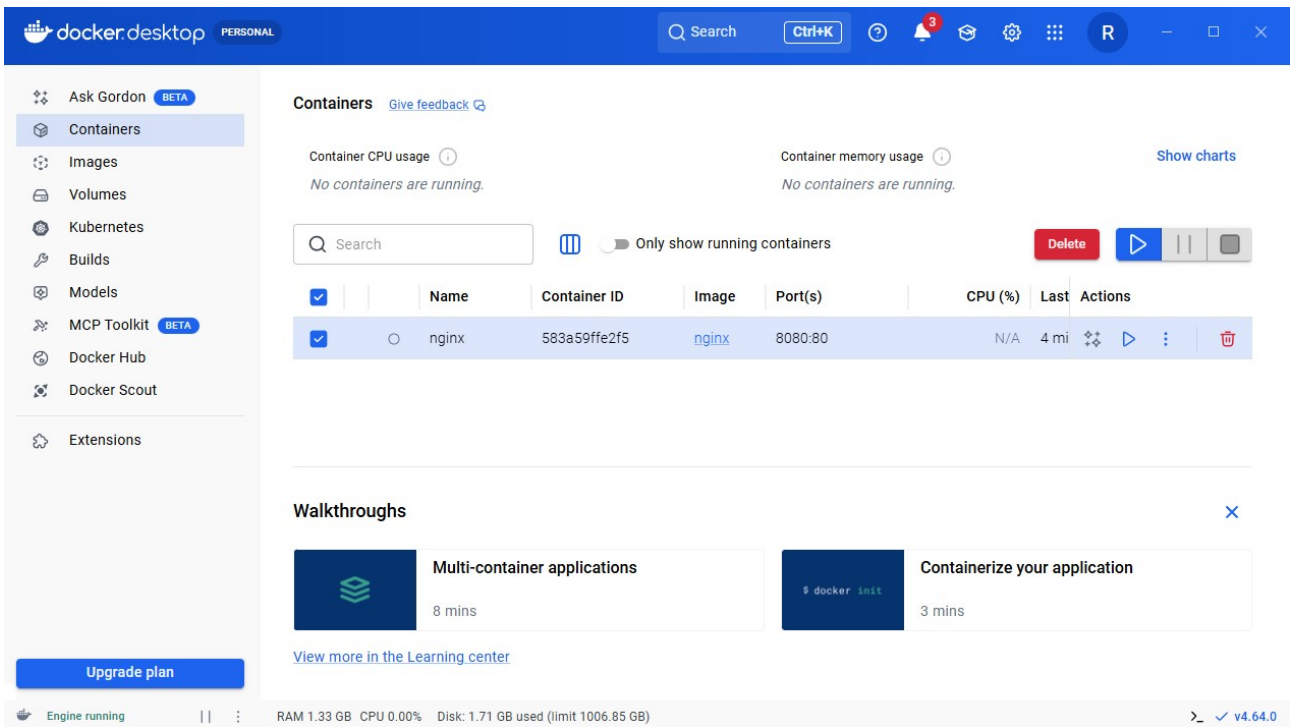 docker.desktop PERSONAL Search Ctrl+K 3 R
Ask Gordon BETA
Containers
Images
Volumes
Kubernetes
Builds
Models
MCP Toolkit BETA
Docker Hub
Docker Scout
Extensions
Upgrade plan
Containers Give feedback
Container CPU usage Container memory usage Show charts
No containers are running. No containers are running.
Search Only show running containers Delete
Name Container ID Image Port(s) CPU (%) Last Actions
nginx 583a59ffe2f5 nginx 8080:80 N/A 4 mi
Walkthroughs
Multi-container applications
8 mins
$ docker init
Containerize your application
3 mins
View more in the Learning center
Engine running RAM 1.33 GB CPU 0.00% Disk: 1.71 GB used (limit 1006.85 GB) v4.64.0